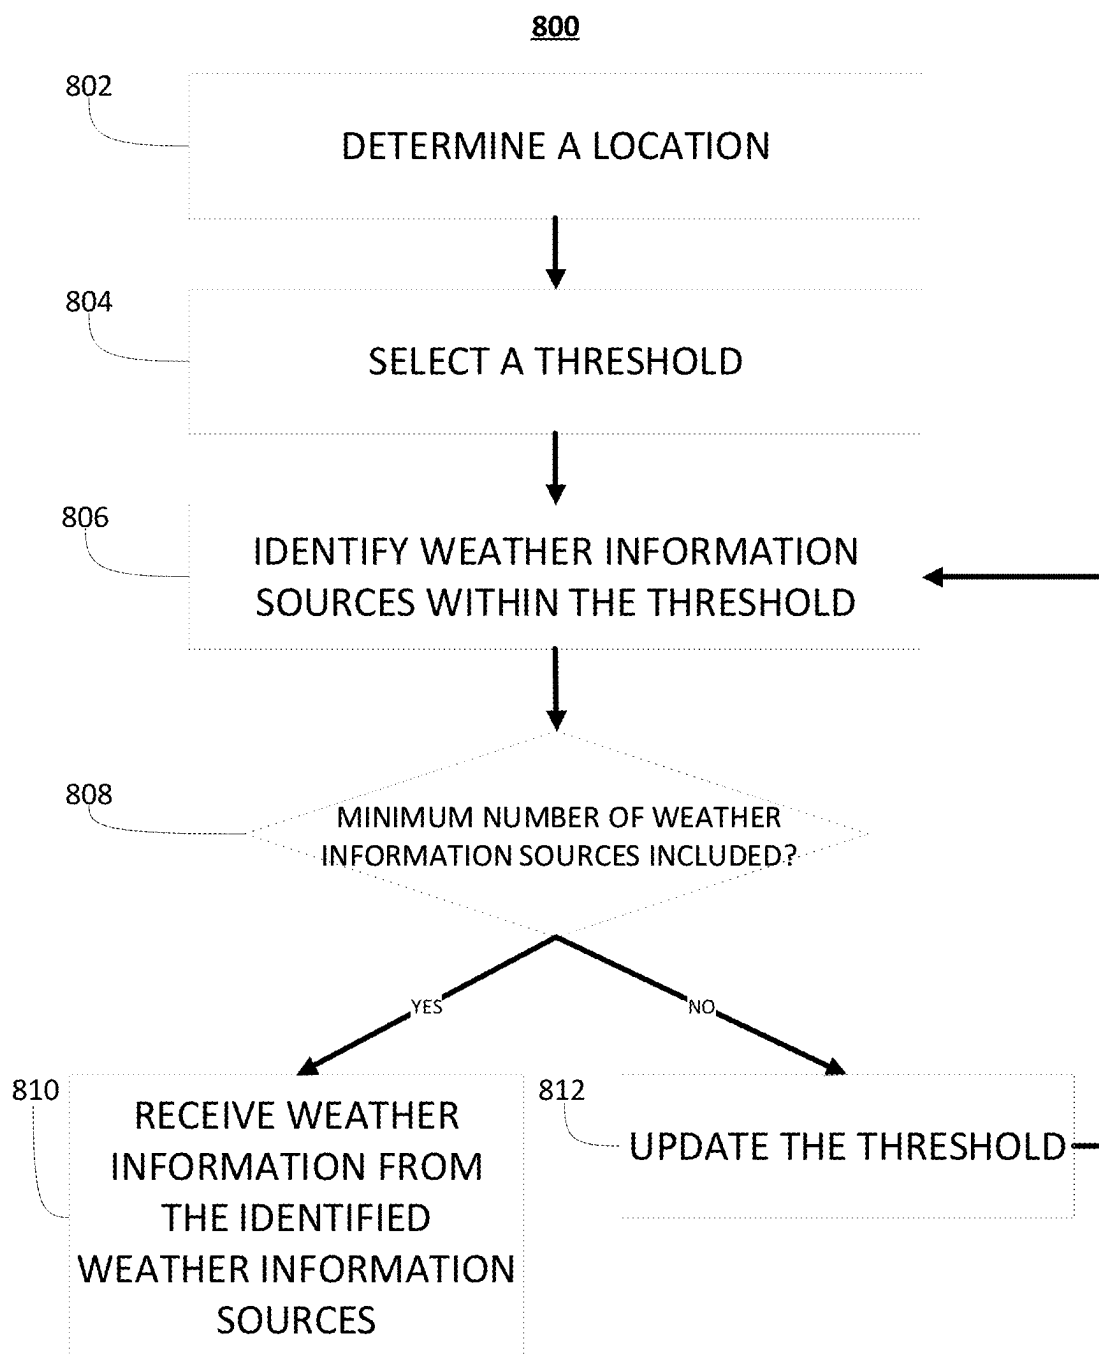 800
802
DETERMINE A LOCATION
804
SELECT A THRESHOLD
806
IDENTIFY WEATHER INFORMATION
SOURCES WITHIN THE THRESHOLD
808
MINIMUM NUMBER OF WEATHER
INFORMATION SOURCES INCLUDED?
YES
NO
810
RECEIVE WEATHER
INFORMATION FROM
THE IDENTIFIED
WEATHER INFORMATION
SOURCES
812
UPDATE THE THRESHOLD